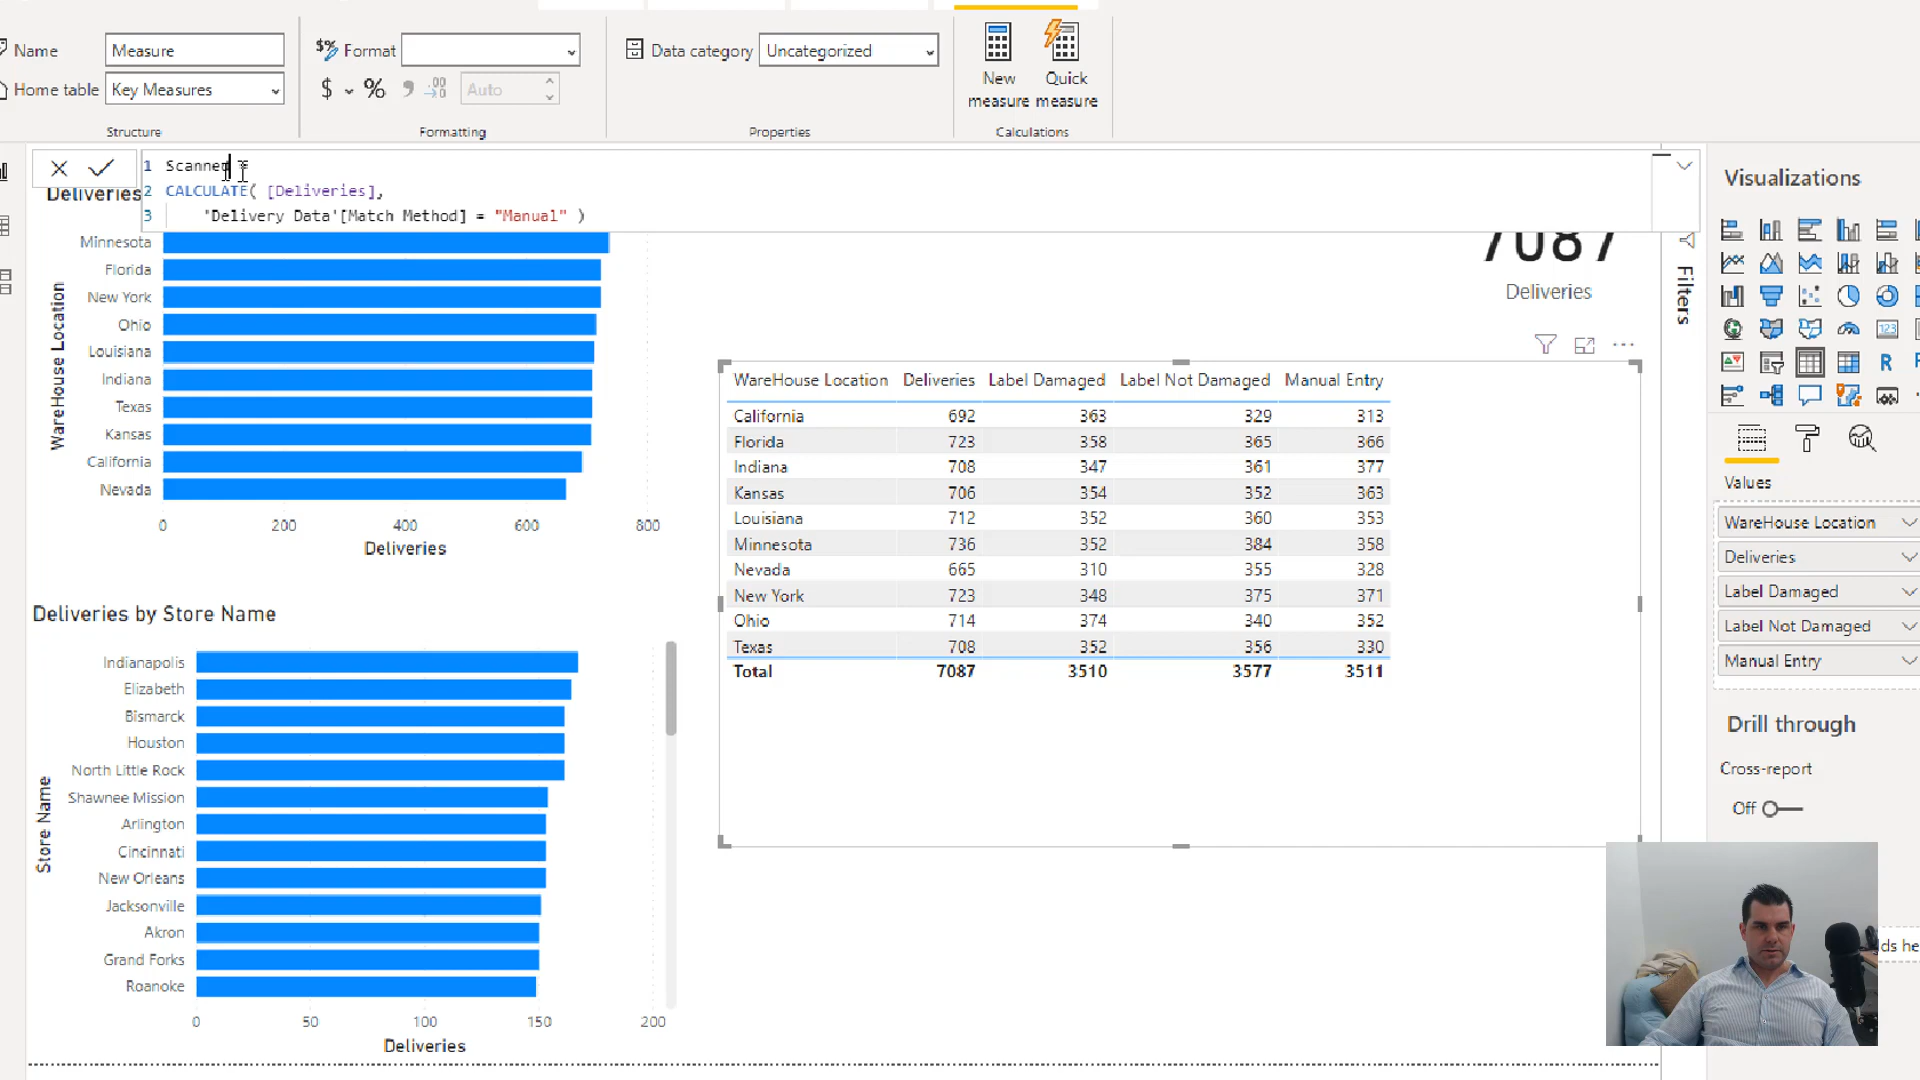 Name
Measure
Format
Data category
Uncategorized
New
measure
Quick
measure
Home table
Key Measures
$
%
Auto
Structure
Formatting
Properties
Calculations
1 Scanned =
2 CALCULATE( [Deliveries],
3 'Delivery Data'[Match Method] = "Manual" )
WareHouse Location
Minnesota
Florida
New York
Ohio
Louisiana
Indiana
Texas
Kansas
California
Nevada
0 200 400 600 800
Deliveries
Deliveries by Store Name
Store Name
Indianapolis
Elizabeth
Bismarck
Houston
North Little Rock
Shawnee Mission
Arlington
Cincinnati
New Orleans
Jacksonville
Akron
Grand Forks
Roanoke
0 50 100 150 200
Deliveries
7087
Deliveries
WareHouse Location Deliveries Label Damaged Label Not Damaged Manual Entry
California 692 363 329 313
Florida 723 358 365 366
Indiana 708 347 361 377
Kansas 706 354 352 363
Louisiana 712 352 360 353
Minnesota 736 352 384 358
Nevada 665 310 355 328
New York 723 348 375 371
Ohio 714 374 340 352
Texas 708 352 356 330
Total 7087 3510 3577 3511
Filters
Visualizations
123
R
Values
WareHouse Location
Deliveries
Label Damaged
Label Not Damaged
Manual Entry
Drill through
Cross-report
Off